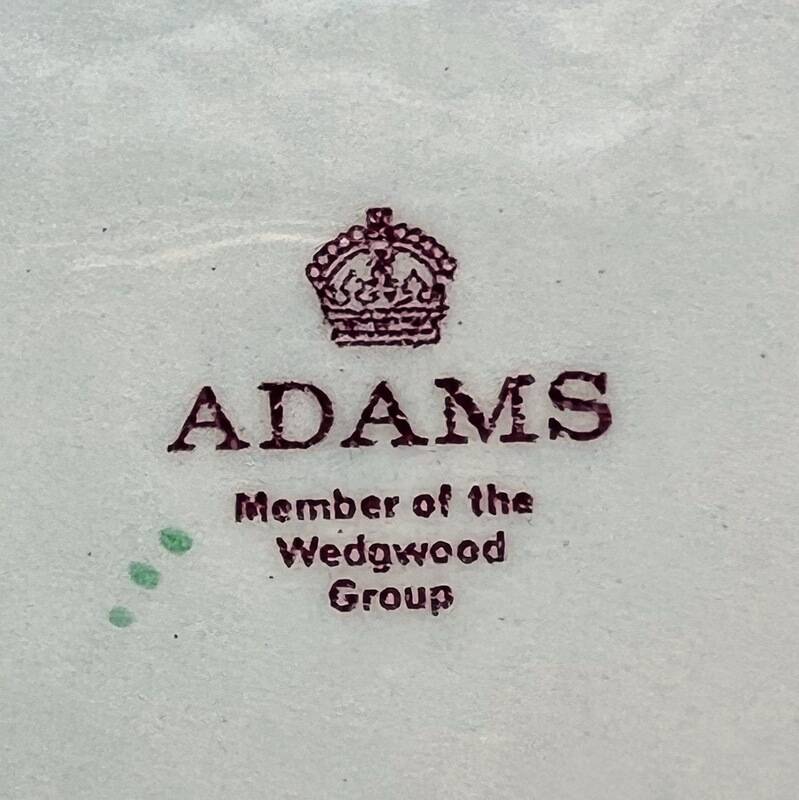 ADAMS
Member of the
Wedgwood
Group